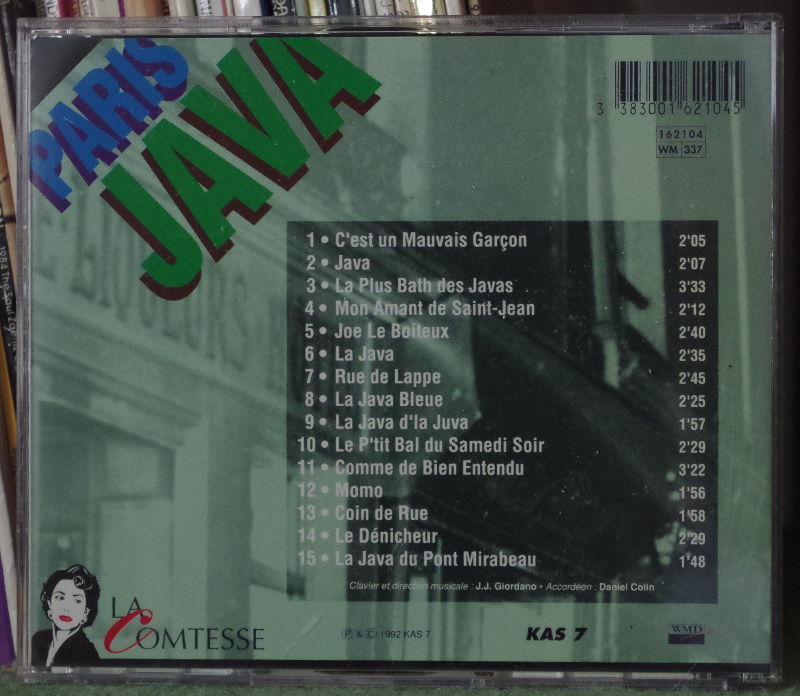 PARIS
JAVA
3 383001 621045
162104
WM 337
1 • C'est un Mauvais Garçon 2'05
2 • Java 2'07
3 • La Plus Bath des Javas 3'33
4 • Mon Amant de Saint-Jean 2'12
5 • Joe Le Boiteux 2'40
6 • La Java 2'35
7 • Rue de Lappe 2'45
8 • La Java Bleue 2'25
9 • La Java d'la Juva 1'57
10 • Le P'tit Bal du Samedi Soir 2'29
11 • Comme de Bien Entendu 3'22
12 • Momo 1'56
13 • Coin de Rue 1'58
14 • Le Dénicheur 2'29
15 • La Java du Pont Mirabeau 1'48
Clavier et direction musicale : J.J. Giordano • Accordéon : Daniel Colin
LA
COMTESSE
Ⓟ & © 1992 KAS 7
KAS 7
WMD